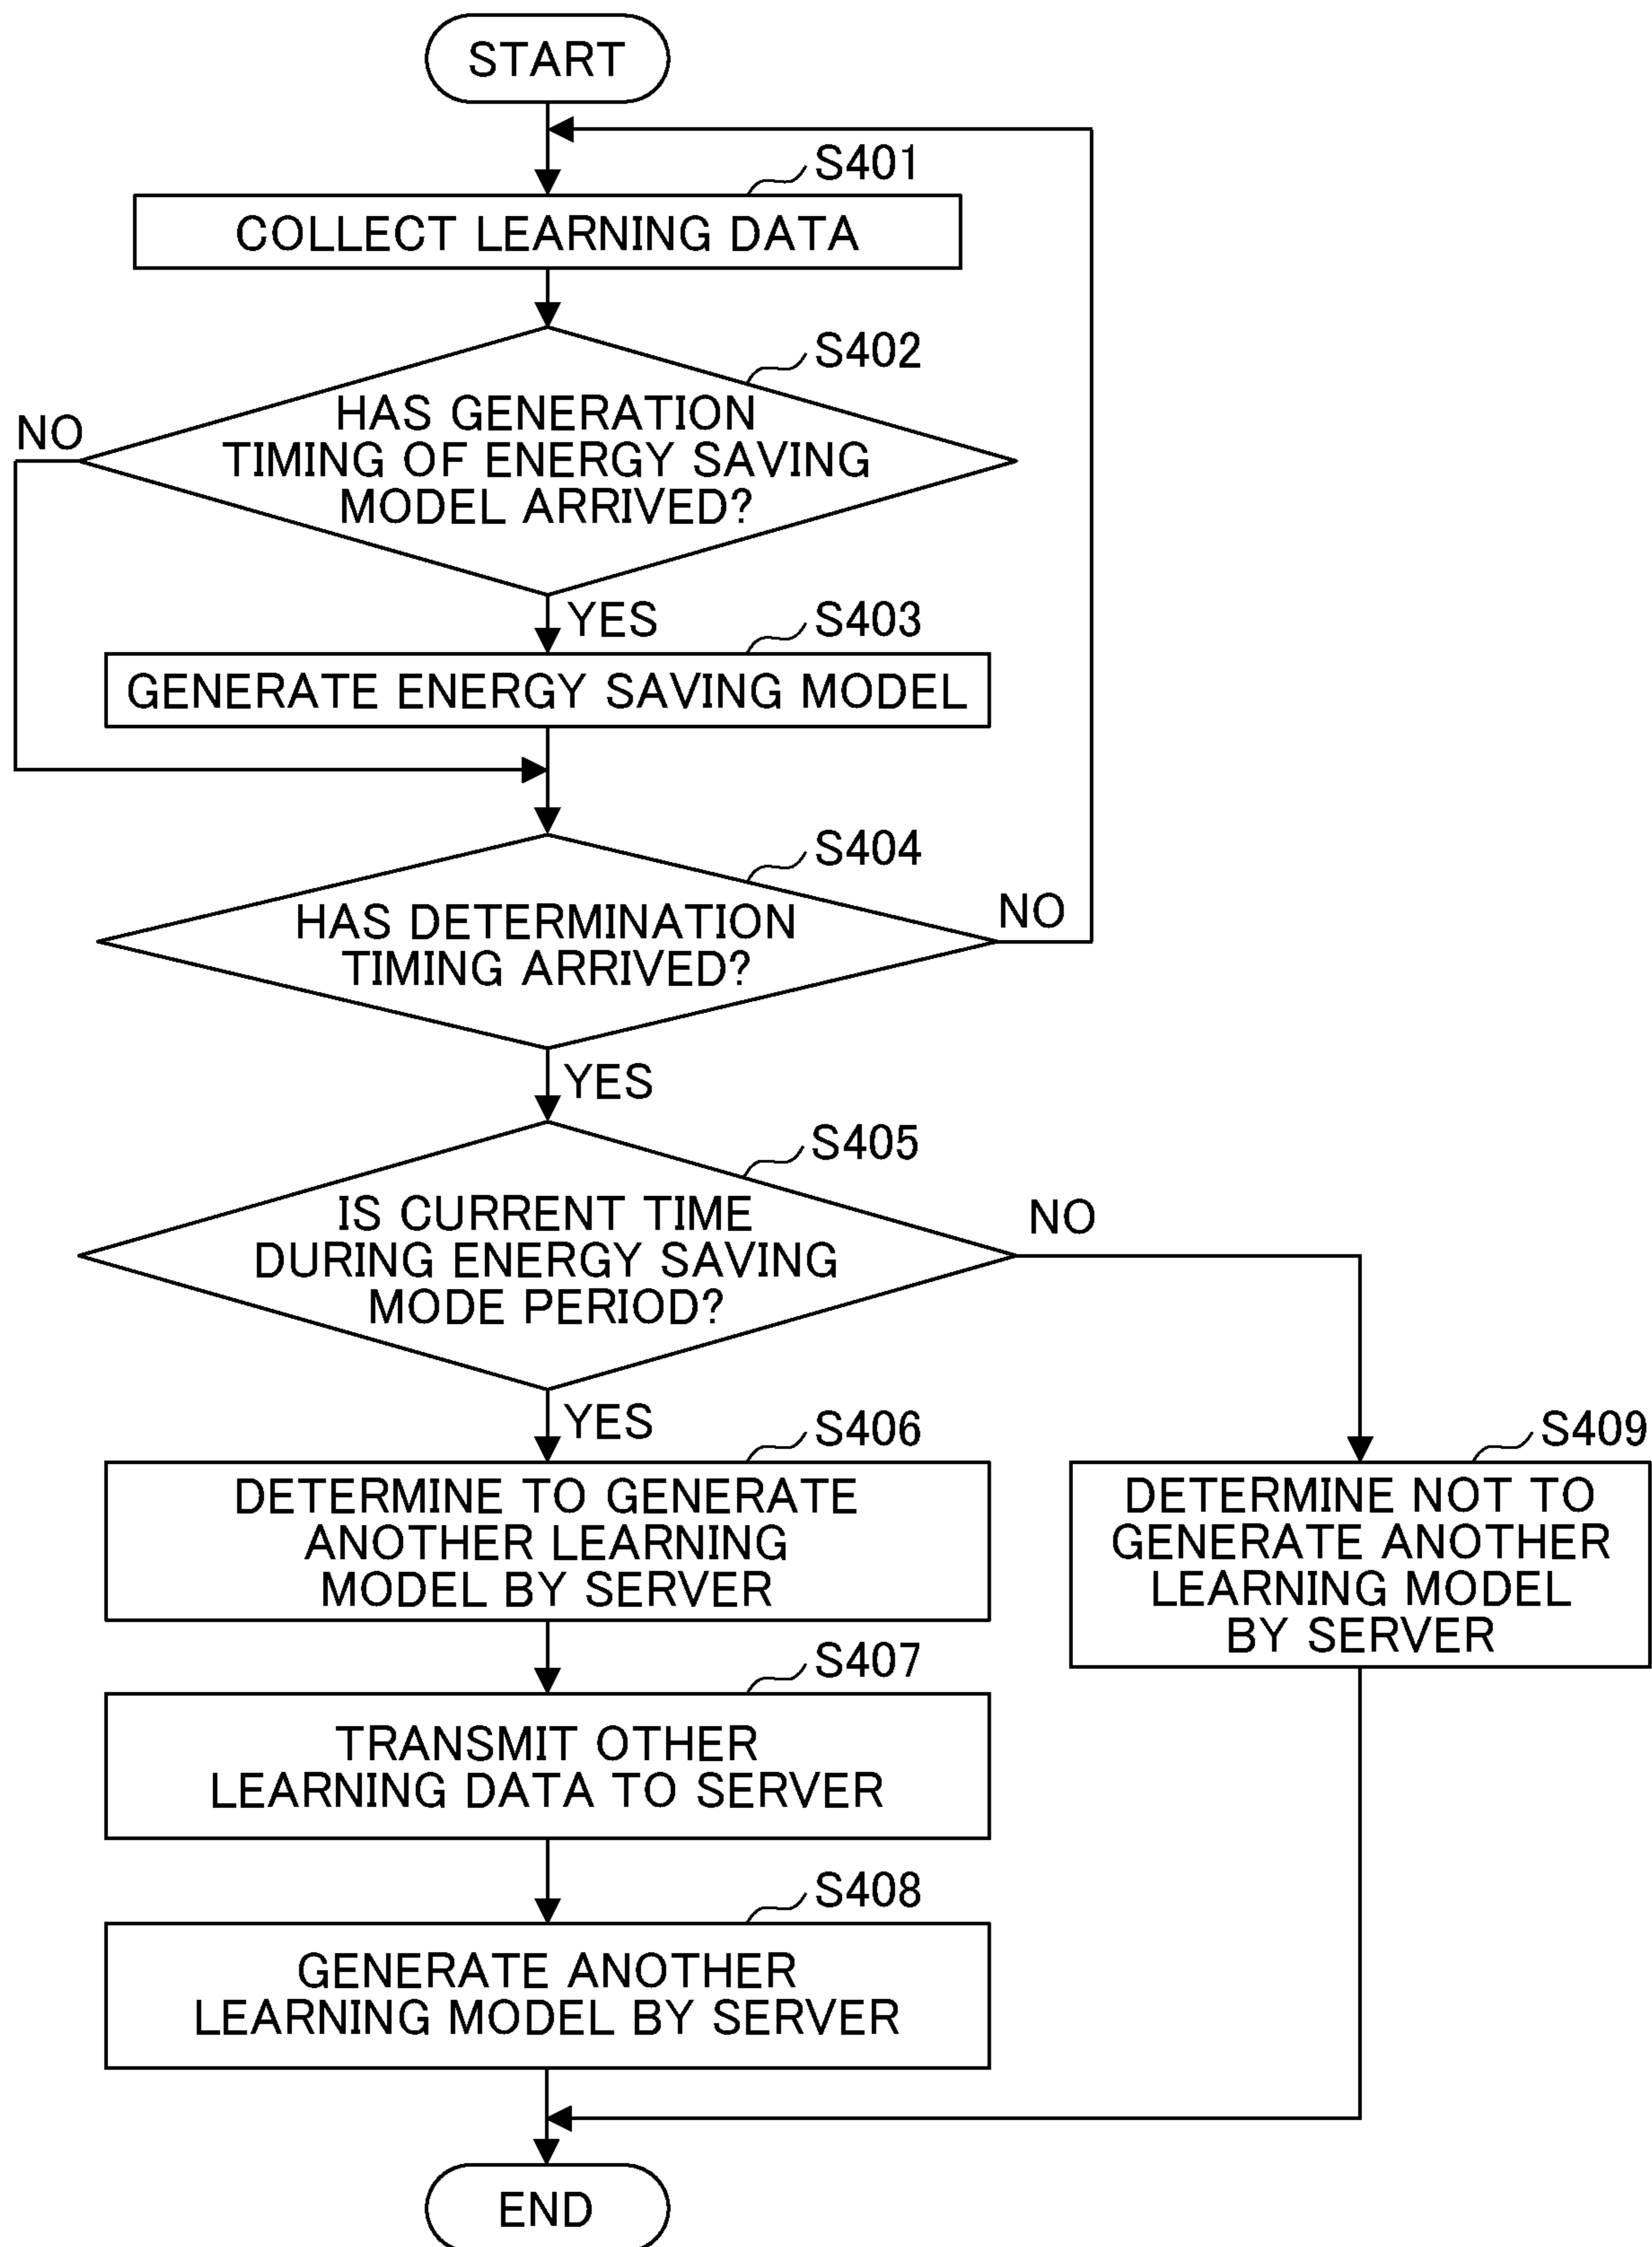 START
S401
COLLECT LEARNING DATA
S402
HAS GENERATION
TIMING OF ENERGY SAVING
MODEL ARRIVED?
NO
YES
S403
GENERATE ENERGY SAVING MODEL
S404
HAS DETERMINATION
TIMING ARRIVED?
NO
YES
S405
IS CURRENT TIME
DURING ENERGY SAVING
MODE PERIOD?
NO
YES
S406
DETERMINE TO GENERATE
ANOTHER LEARNING
MODEL BY SERVER
S409
DETERMINE NOT TO
GENERATE ANOTHER
LEARNING MODEL
BY SERVER
S407
TRANSMIT OTHER
LEARNING DATA TO SERVER
S408
GENERATE ANOTHER
LEARNING MODEL BY SERVER
END